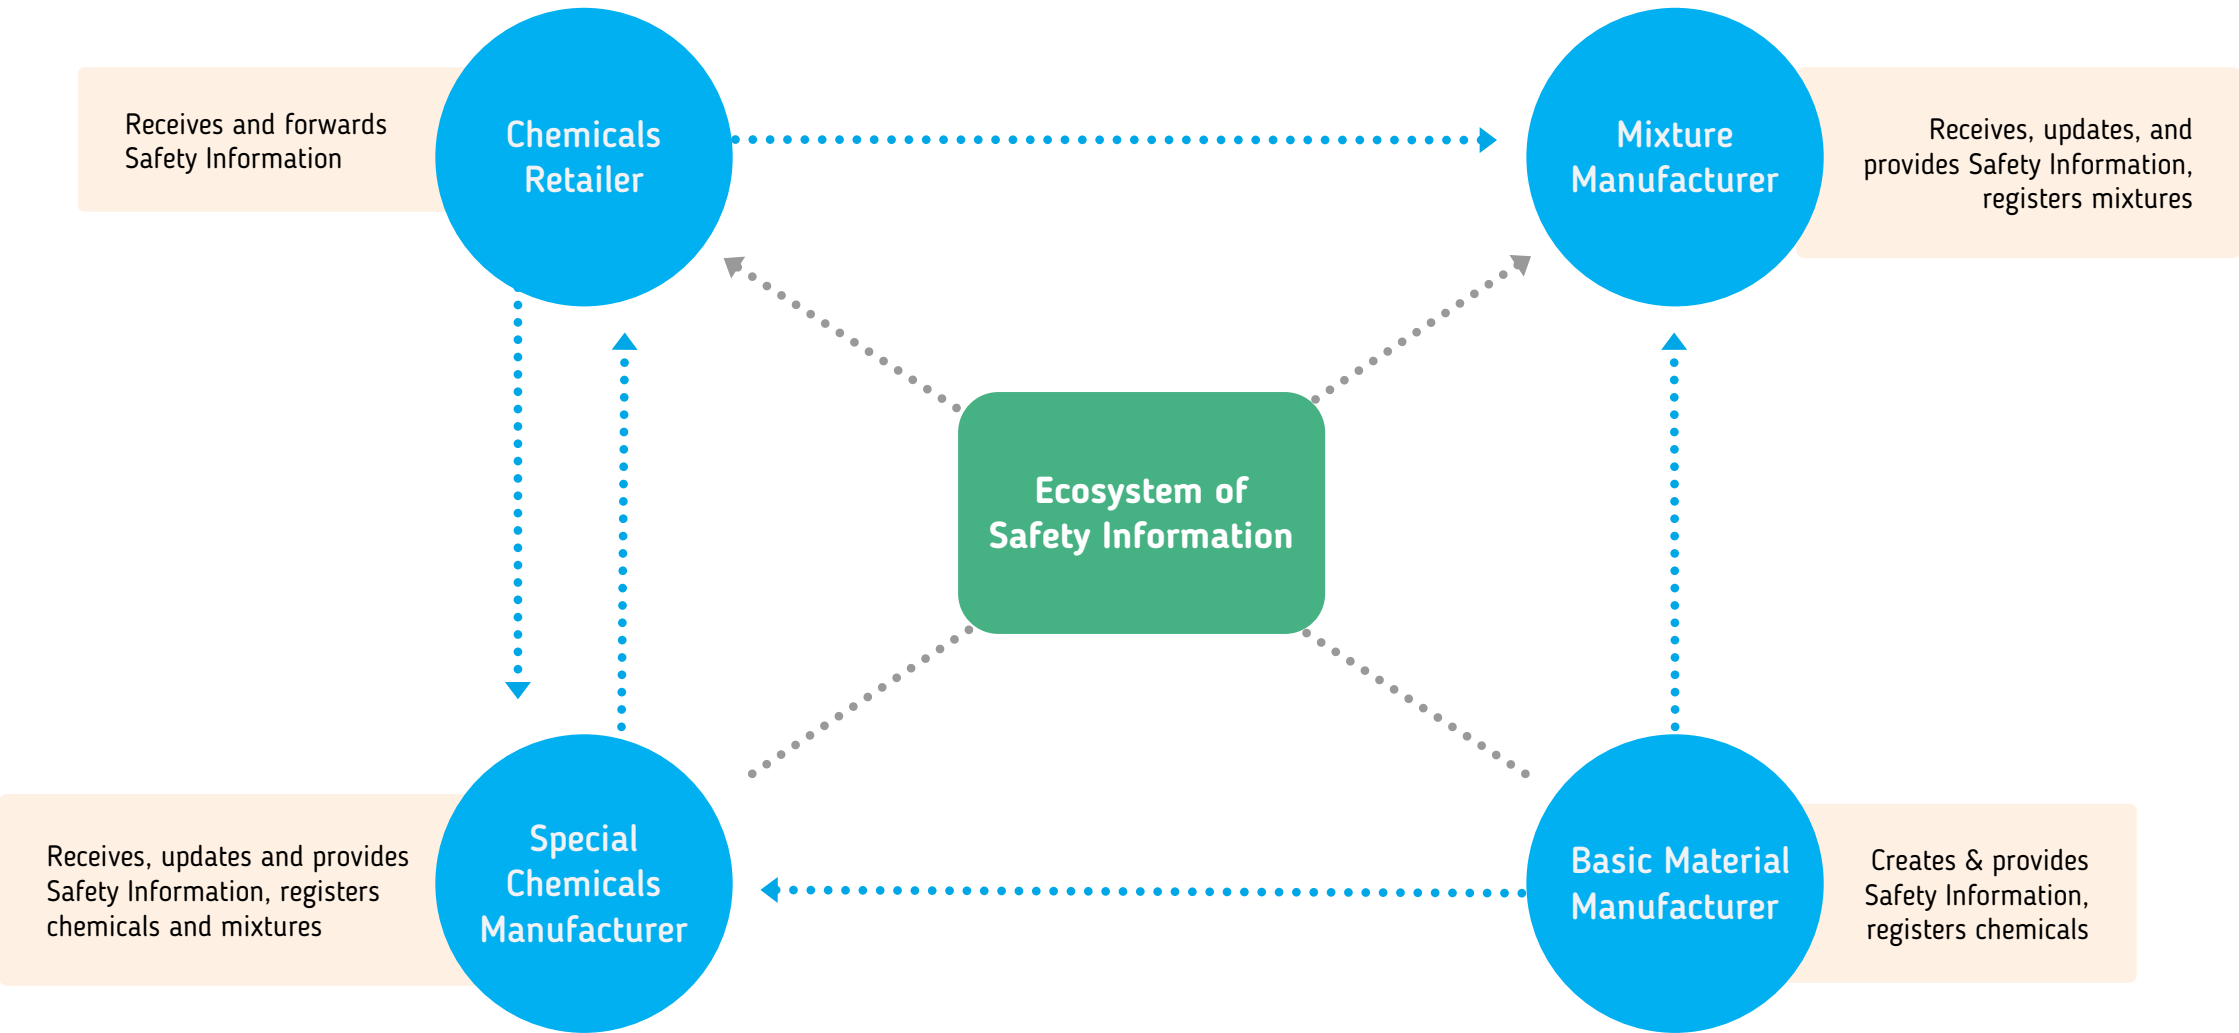 Receives and forwards
Safety Information
Chemicals
Retailer
Mixture
Manufacturer
Receives, updates, and
provides Safety Information,
registers mixtures
Ecosystem of
Safety Information
Receives, updates and provides
Safety Information, registers
chemicals and mixtures
Special
Chemicals
Manufacturer
Basic Material
Manufacturer
Creates & provides
Safety Information,
registers chemicals